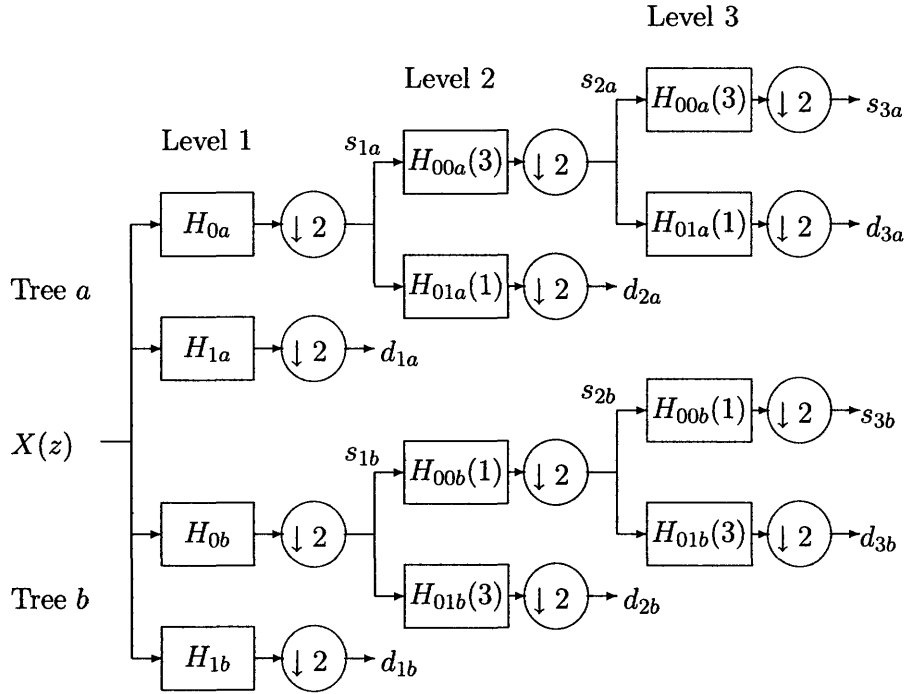 Level 3
Level 2
s_{2a}
H_{00a}(3)
↓ 2
s_{3a}
Level 1
s_{1a}
H_{00a}(3)
↓ 2
H_{0a}
↓ 2
H_{01a}(1)
↓ 2
d_{3a}
Tree a
H_{01a}(1)
↓ 2
d_{2a}
H_{1a}
↓ 2
d_{1a}
s_{2b}
H_{00b}(1)
↓ 2
s_{3b}
X(z)
s_{1b}
H_{00b}(1)
↓ 2
H_{0b}
↓ 2
H_{01b}(3)
↓ 2
d_{3b}
Tree b
H_{01b}(3)
↓ 2
d_{2b}
H_{1b}
↓ 2
d_{1b}